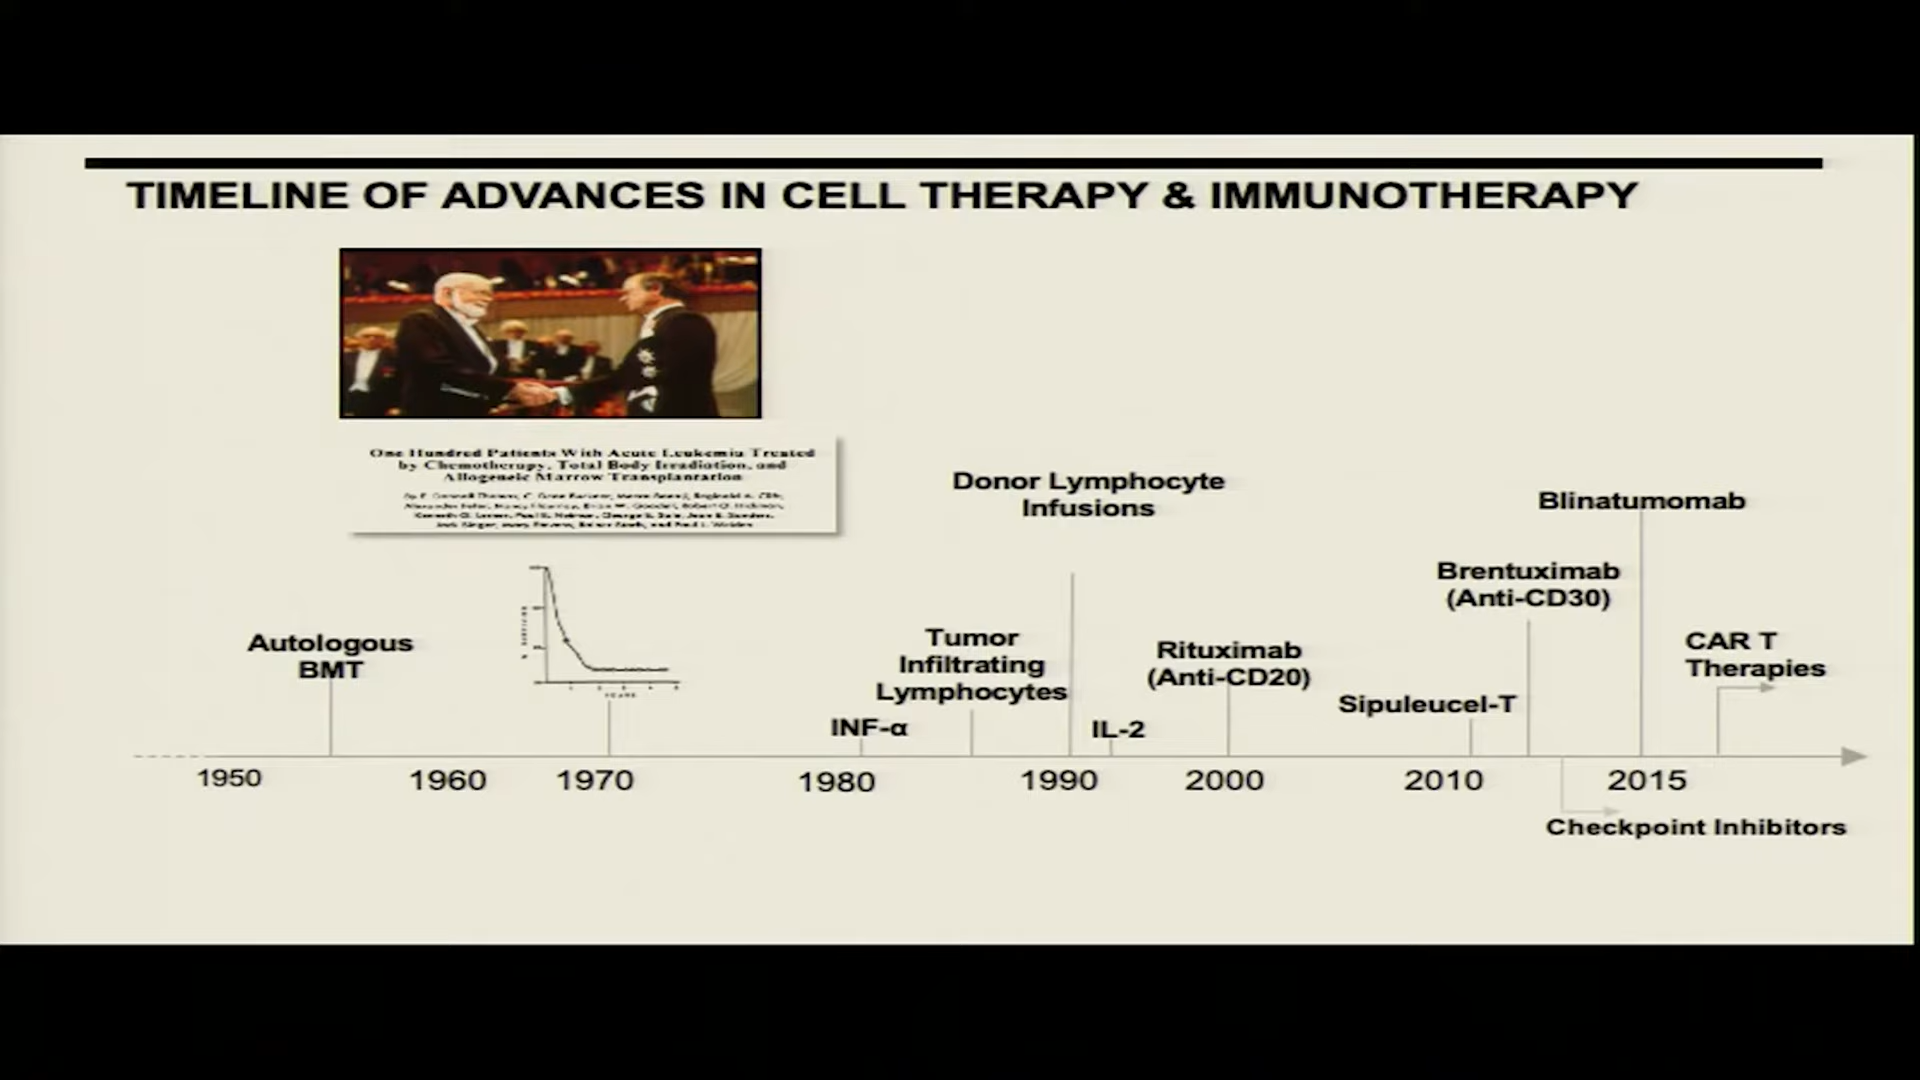 TIMELINE OF ADVANCES IN CELL THERAPY & IMMUNOTHERAPY
One Hundred Patients With Acute Leukemia Treated
by Chemotherapy, Total Body Irradiation, and
Allogeneic Marrow Transplantation
Donor Lymphocyte
Infusions
Blinatumomab
Brentuximab
(Anti-CD30)
Autologous
BMT
Tumor
Infiltrating
Lymphocytes
Rituximab
(Anti-CD20)
CAR T
Therapies
Sipuleucel-T
INF-α
IL-2
1950
1960
1970
1980
1990
2000
2010
2015
Checkpoint Inhibitors